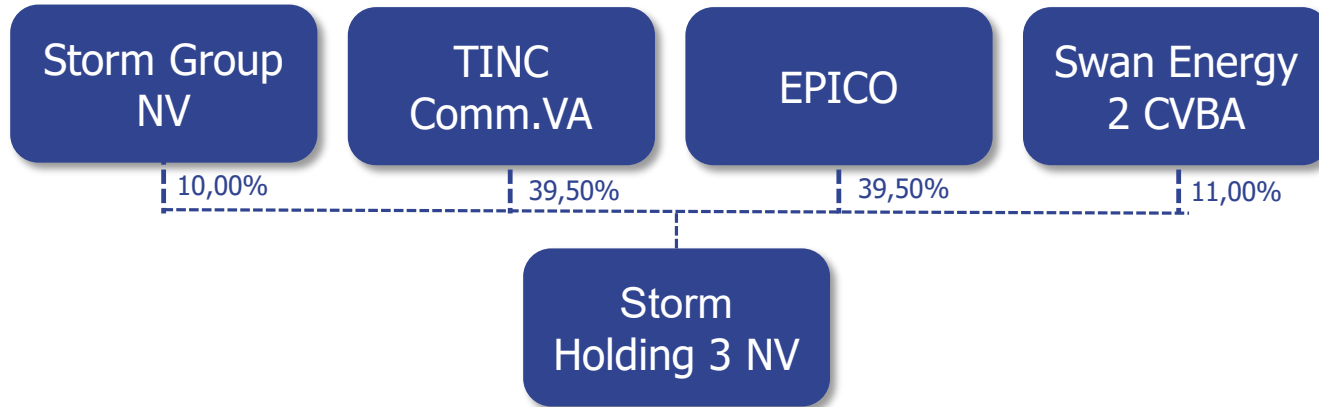 Storm Group
NV
TINC
Comm.VA
EPICO
Swan Energy
2 CVBA
10,00%
39,50%
39,50%
11,00%
Storm
Holding 3 NV